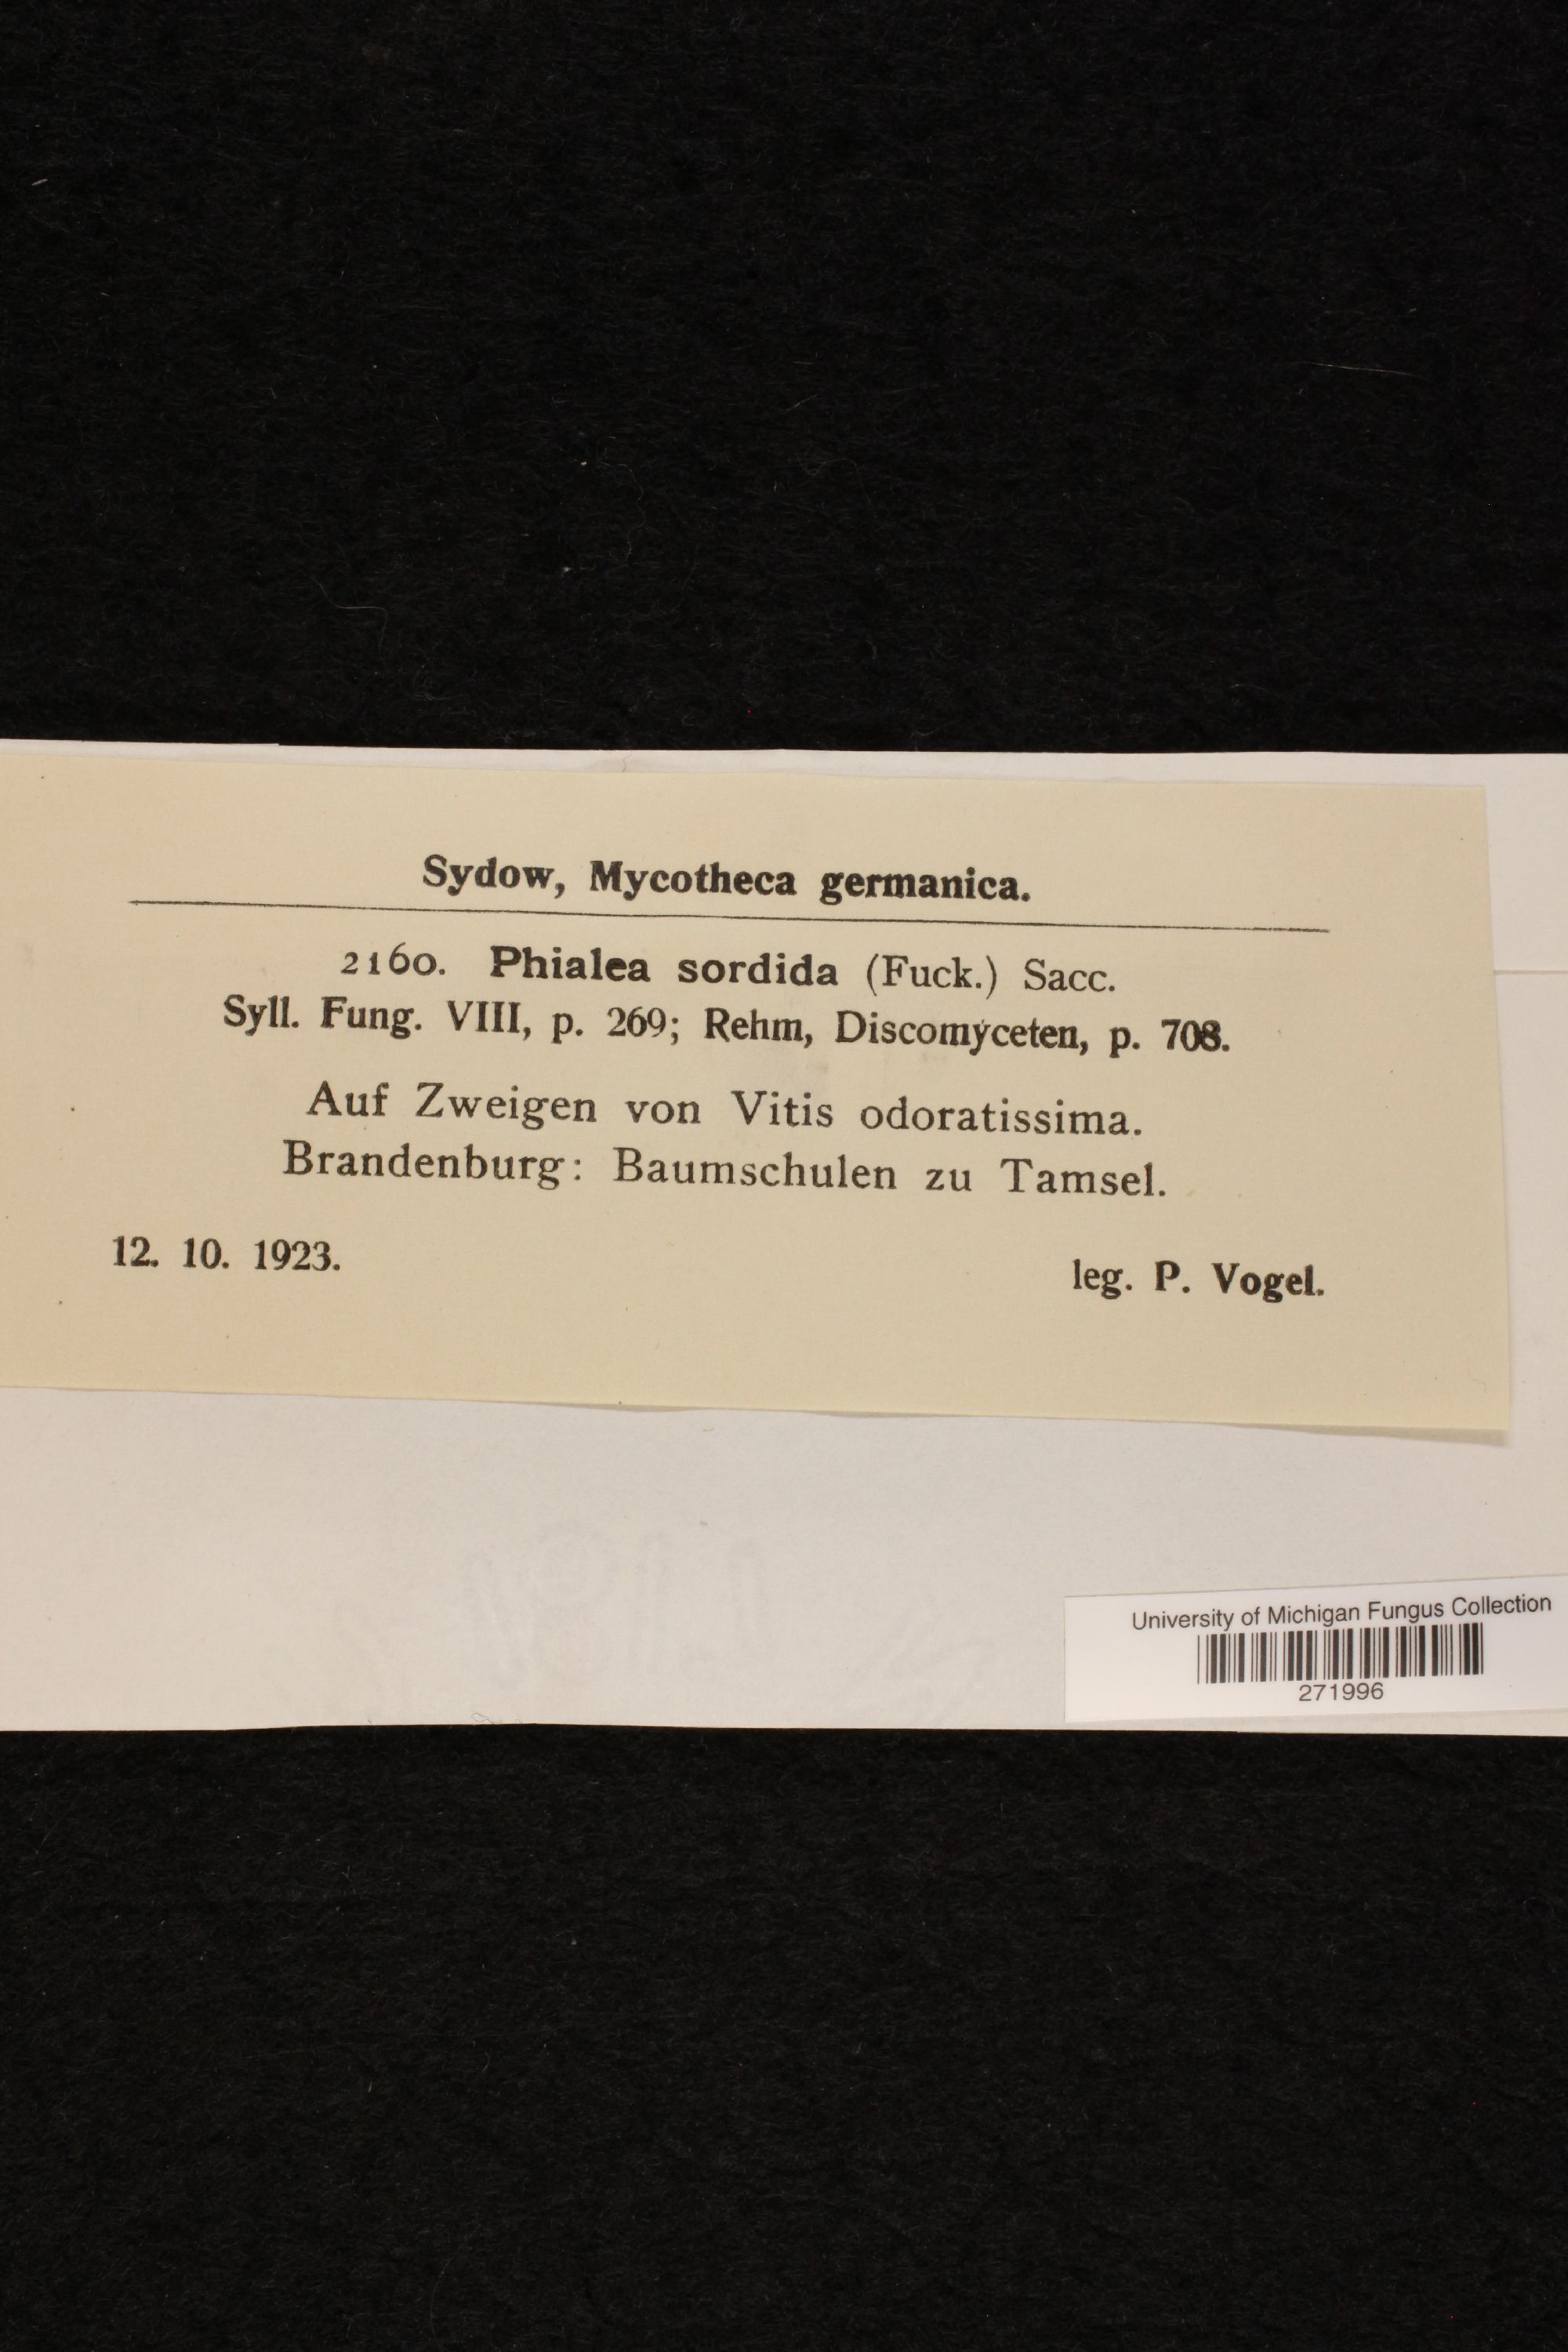 Sydow, Mycotheca germanica.
2160. Phialea sordida (Fuck.) Sacc.
Syll. Fung. VIII, p. 269; Rehm, Discomyceten, p. 708.
Auf Zweigen von Vitis odoratissima.
Brandenburg: Baumschulen zu Tamsel.
12. 10. 1923. leg. P. Vogel.
University of Michigan Fungus Collection
271996